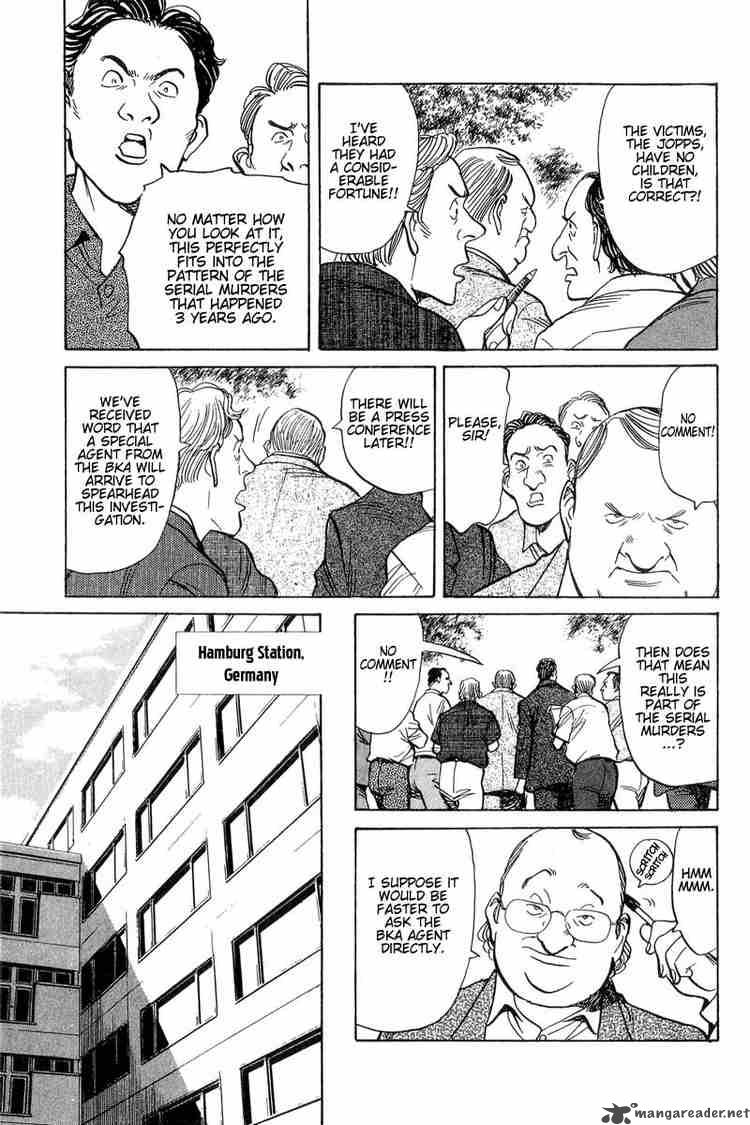 THE VICTIMS,
THE JOPPS,
HAVE NO
CHILDREN,
IS THAT
CORRECT?!
I'VE
HEARD
THEY HAD
A CONSID-
ERABLE
FORTUNE!!
NO MATTER HOW
YOU LOOK AT IT,
THIS PERFECTLY
FITS INTO THE
PATTERN OF THE
SERIAL MURDERS
THAT HAPPENED
3 YEARS AGO.
NO
COMMENT!
PLEASE,
SIR!
THERE WILL
BE A PRESS
CONFERENCE
LATER!!
WE'VE
RECEIVED
WORD THAT
A SPECIAL
AGENT FROM
THE BKA WILL
ARRIVE TO
SPEARHEAD
THIS INVESTI-
GATION.
THEN DOES
THAT MEAN
THIS
REALLY IS
PART OF
THE SERIAL
MURDERS
...?
NO
COMMENT
!!
HMM
MMM.
SCRITCH
SCRITCH
I SUPPOSE IT
WOULD BE
FASTER TO
ASK THE
BKA AGENT
DIRECTLY.
Hamburg Station,
Germany
mangareader.net